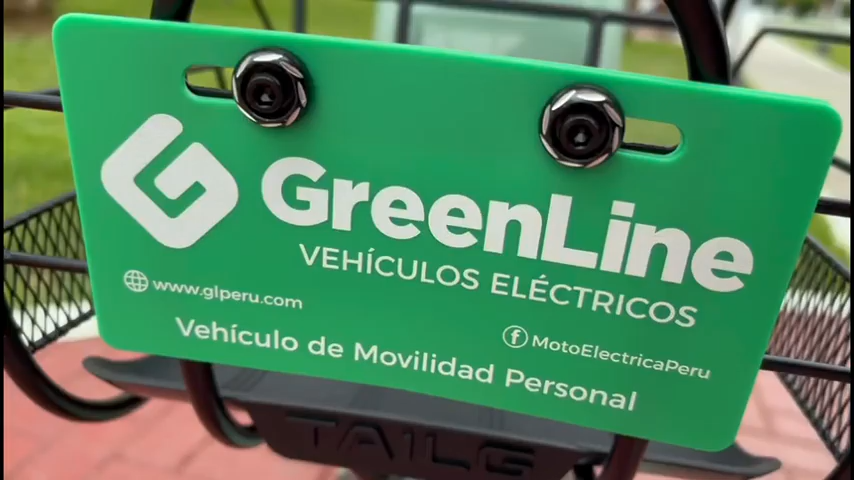 GreenLine
VEHÍCULOS ELÉCTRICOS
www.glperu.com
MotoElectricaPeru
Vehículo de Movilidad Personal
TAILG